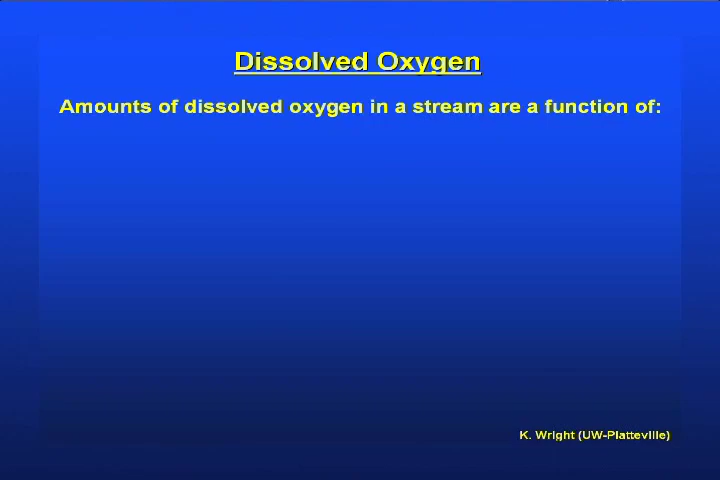 Dissolved Oxygen
Amounts of dissolved oxygen in a stream are a function of:
K. Wright (UW-Platteville)